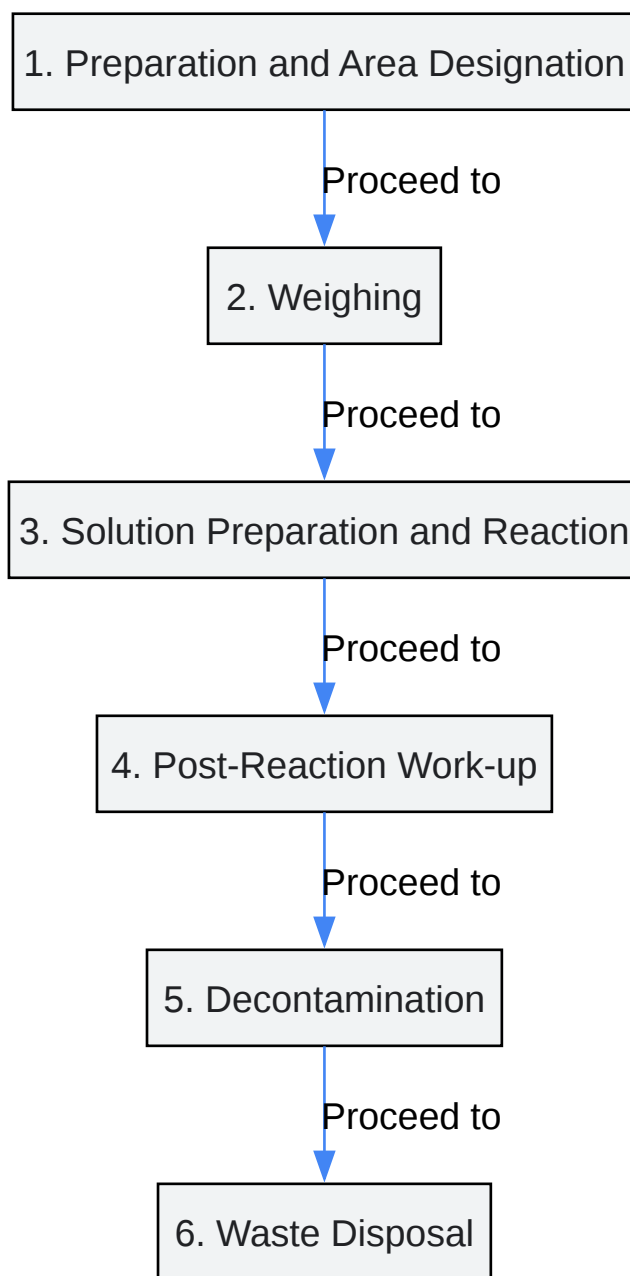 1. Preparation and Area Designation
Proceed to
2. Weighing
Proceed to
3. Solution Preparation and Reaction
Proceed to
4. Post-Reaction Work-up
Proceed to
5. Decontamination
Proceed to
6. Waste Disposal